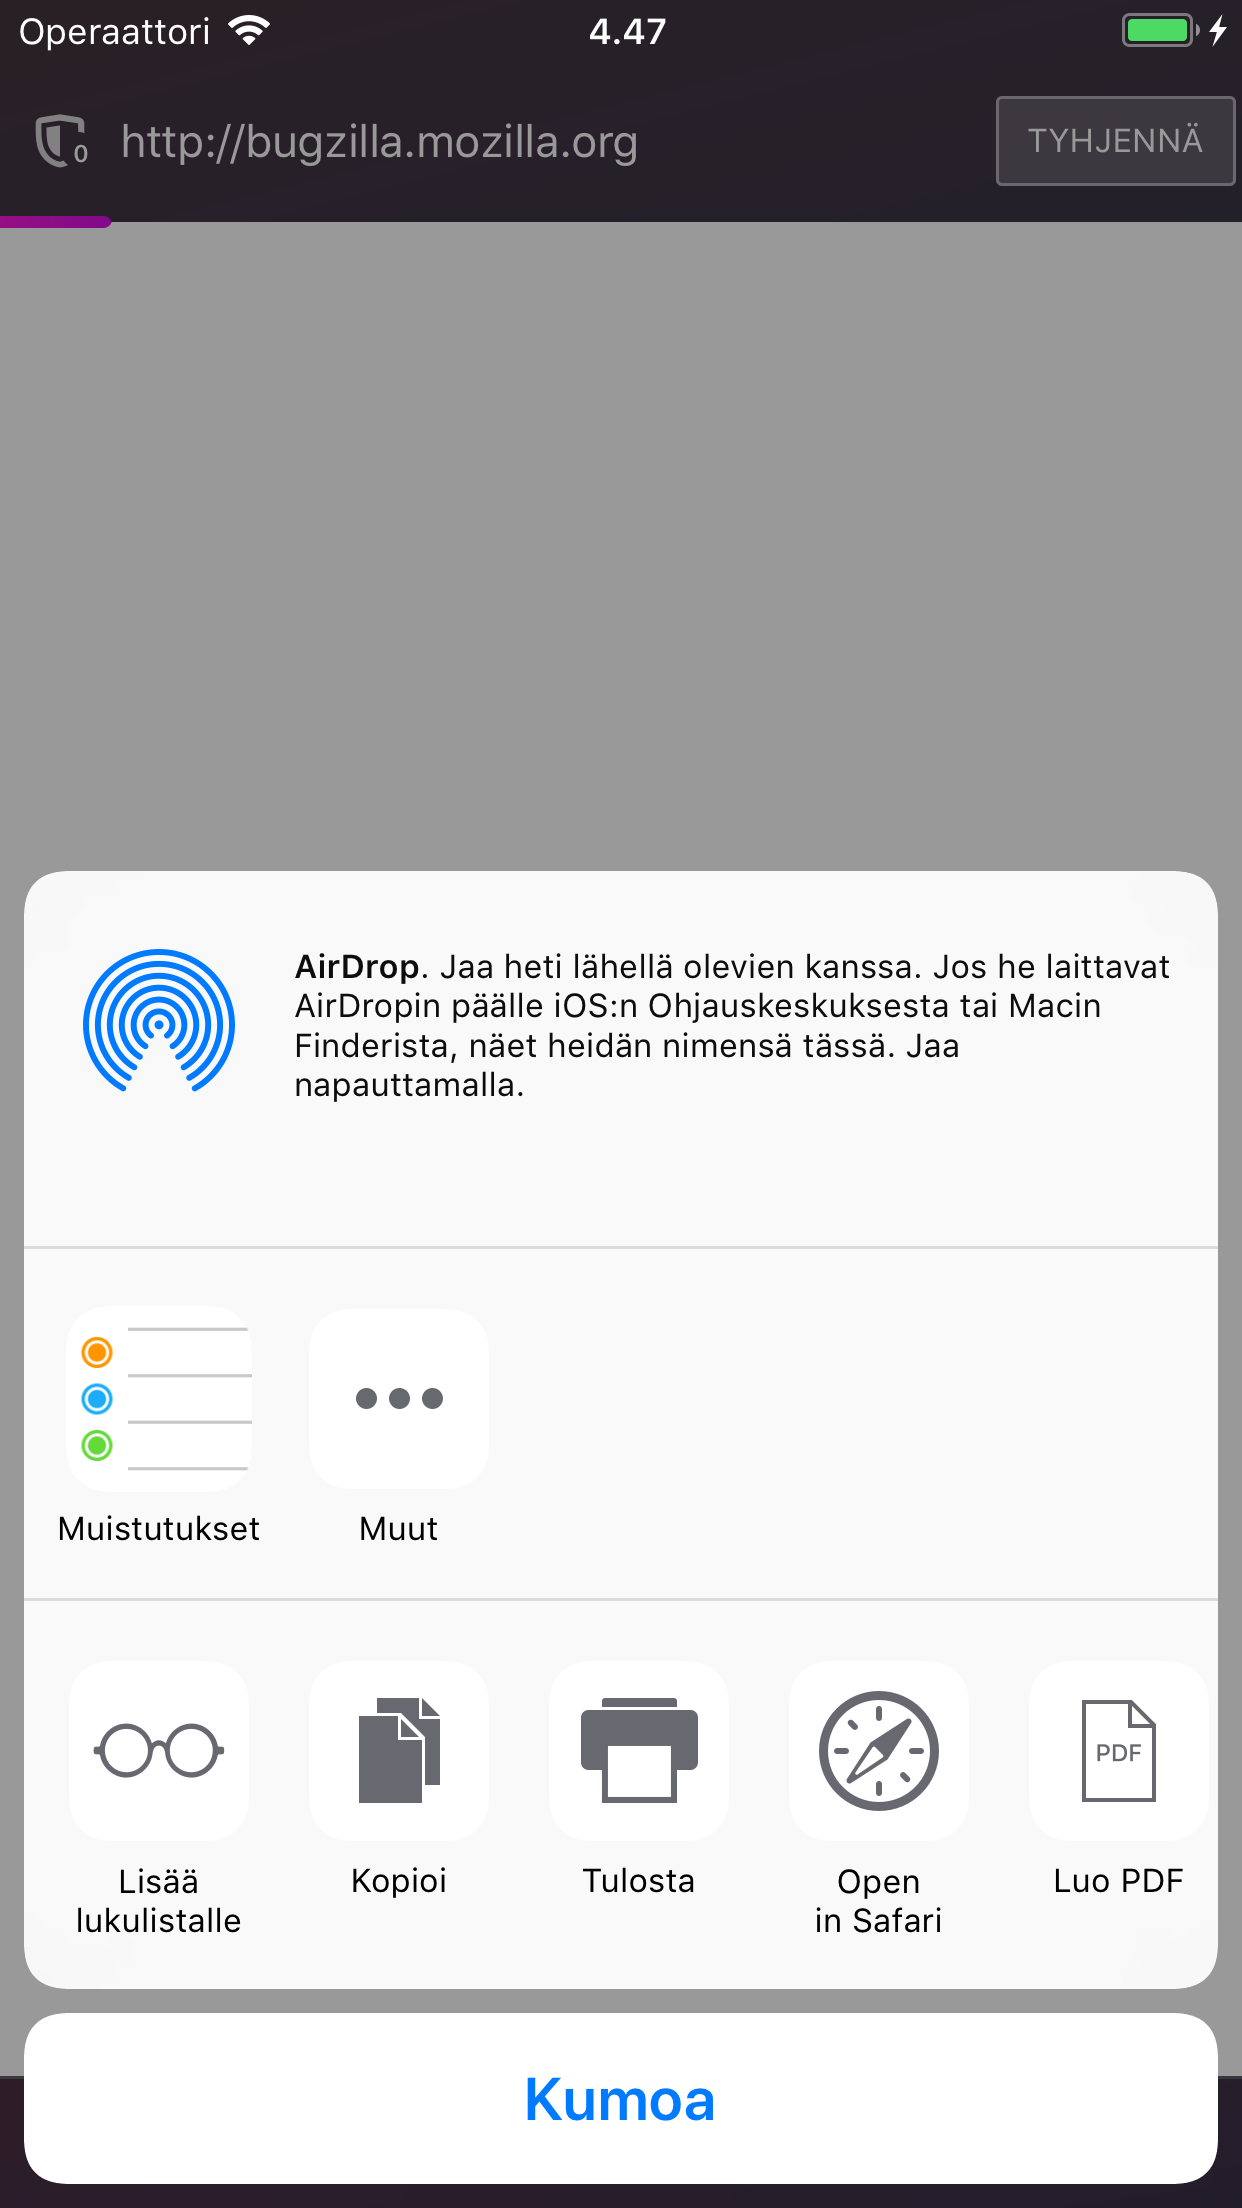 Operaattori 4.47
0 http://bugzilla.mozilla.org TYHJENNÄ
AirDrop. Jaa heti lähellä olevien kanssa. Jos he laittavat
AirDropin päälle iOS:n Ohjauskeskuksesta tai Macin
Finderista, näet heidän nimensä tässä. Jaa
napauttamalla.
Muistutukset Muut
PDF
Lisää
lukulistalle
Kopioi
Tulosta
Open
in Safari
Luo PDF
Kumoa